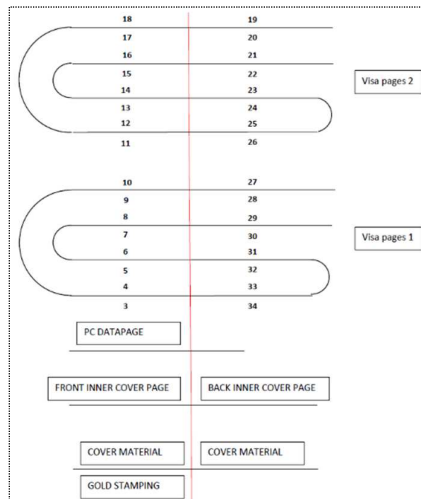 18 19
17 20
16 21
15 22
Visa pages 2
14 23
13 24
12 25
11 26
10 27
9 28
8 29
7 30
Visa pages 1
6 31
5 32
4 33
3 34
PC DATAPAGE
FRONT INNER COVER PAGE BACK INNER COVER PAGE
COVER MATERIAL COVER MATERIAL
GOLD STAMPING